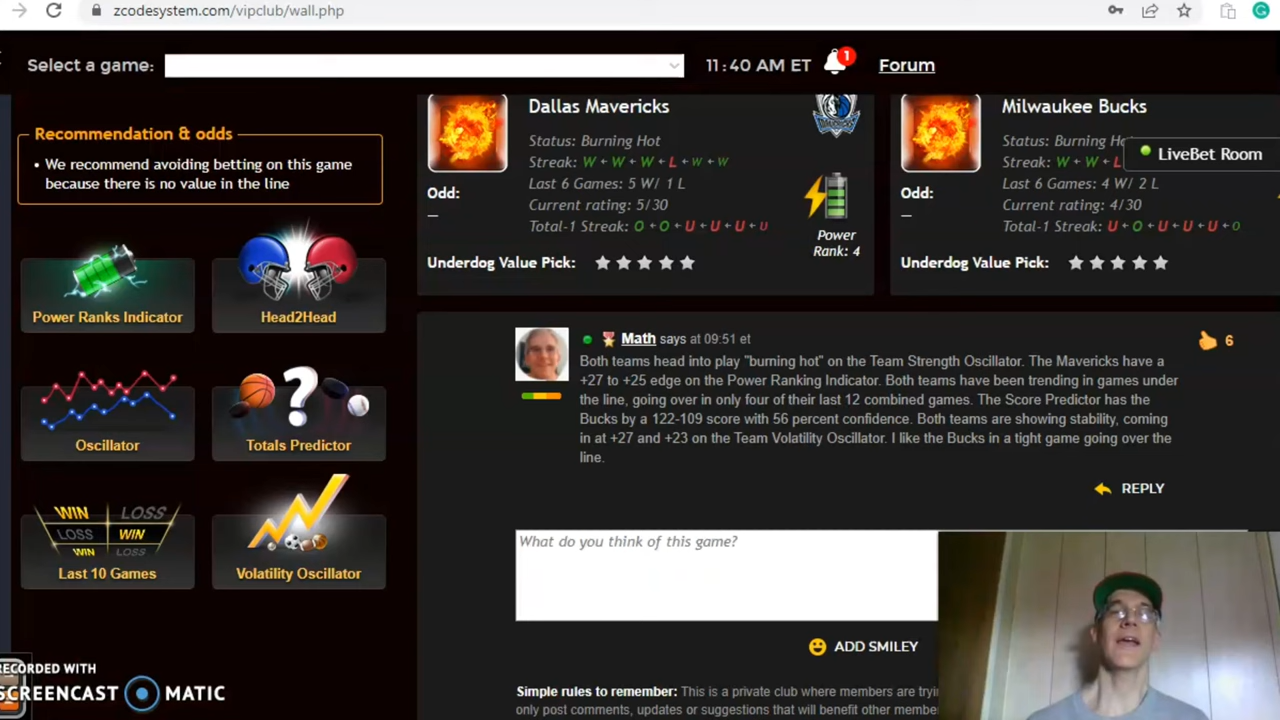 zcodesystem.com/vipclub/wall.php
Select a game:
11:40 AM ET
1
Forum
Recommendation & odds
• We recommend avoiding betting on this game
because there is no value in the line
Power Ranks Indicator
Head2Head
Oscillator
Totals Predictor
WIN LOSS
LOSS WIN
WIN LOSS
Last 10 Games
Volatility Oscillator
Dallas Mavericks
Status: Burning Hot
Streak: W W W L W W
Odd:
Last 6 Games: 5 W/ 1 L
Current rating: 5/30
Total-1 Streak: O O U U U U
Power
Rank: 4
Underdog Value Pick:
Milwaukee Bucks
Status: Burning Ho
Streak: W W L
LiveBet Room
Odd:
Last 6 Games: 4 W/ 2 L
Current rating: 4/30
Total-1 Streak: U O U U U O
Underdog Value Pick:
Math says at 09:51 et
6
Both teams head into play "burning hot" on the Team Strength Oscillator. The Mavericks have a
+27 to +25 edge on the Power Ranking Indicator. Both teams have been trending in games under
the line, going over in only four of their last 12 combined games. The Score Predictor has the
Bucks by a 122-109 score with 56 percent confidence. Both teams are showing stability, coming
in at +27 and +23 on the Team Volatility Oscillator. I like the Bucks in a tight game going over the
line.
REPLY
What do you think of this game?
ADD SMILEY
Simple rules to remember: This is a private club where members are tryi
only post comments, updates or suggestions that will benefit other membe
RECORDED WITH
SCREENCAST MATIC